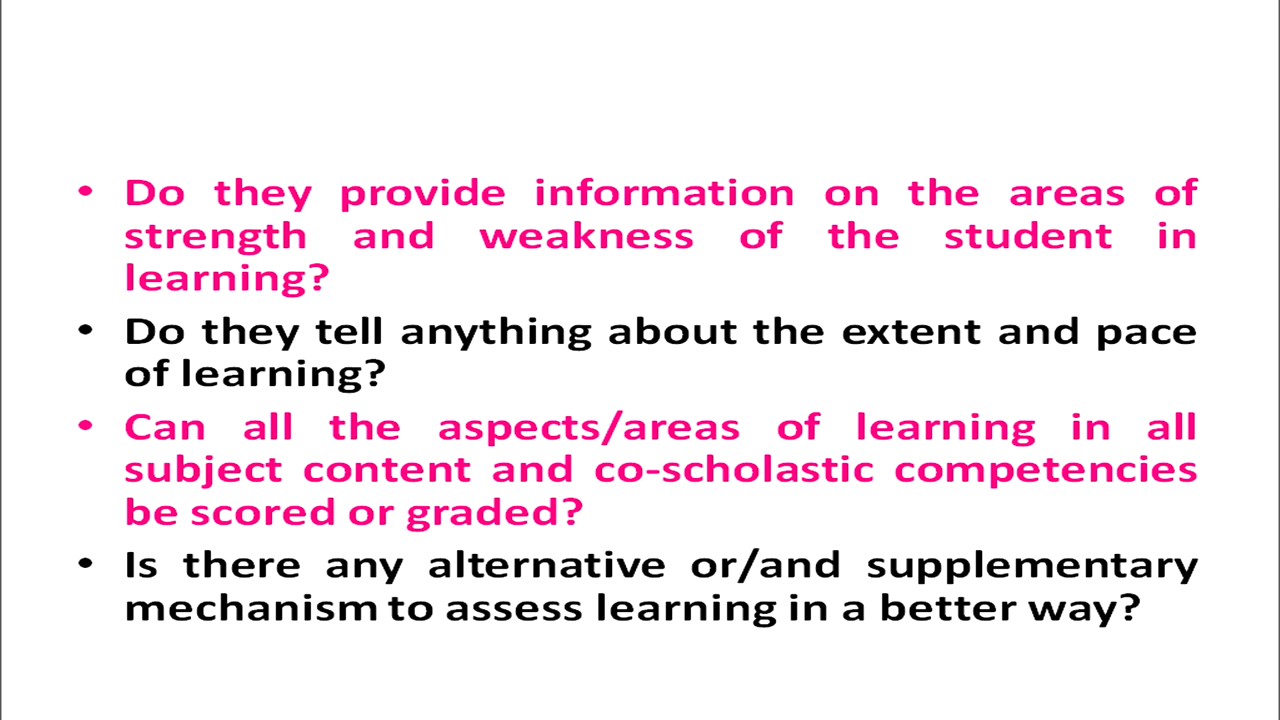 • Do they provide information on the areas of
strength and weakness of the student in
learning?
• Do they tell anything about the extent and pace
of learning?
• Can all the aspects/areas of learning in all
subject content and co-scholastic competencies
be scored or graded?
• Is there any alternative or/and supplementary
mechanism to assess learning in a better way?